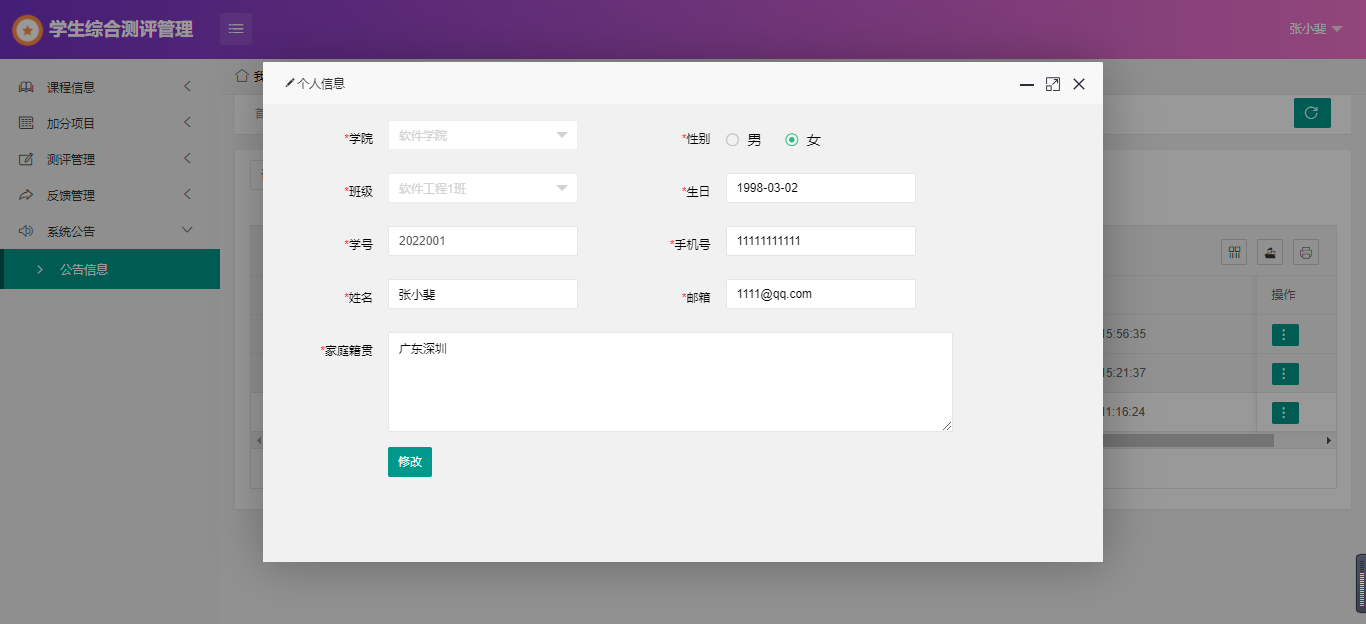 学生综合测评管理
张小斐
课程信息
加分项目
测评管理
反馈管理
系统公告
公告信息
我
首
个人信息
*学院 软件学院
*性别 男 女
*班级 软件工程1班
*生日 1998-03-02
*学号 2022001
*手机号 11111111111
*姓名 张小斐
*邮箱 1111@qq.com
*家庭籍贯 广东深圳
修改
操作
15:56:35
15:21:37
11:16:24